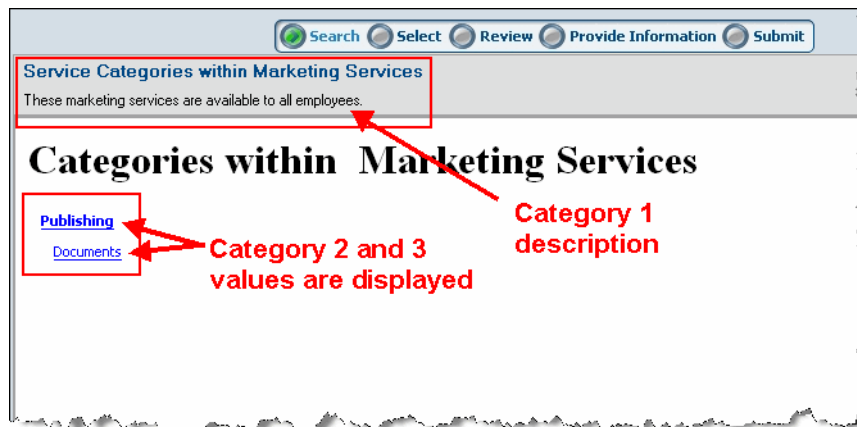 Search Select Review Provide Information Submit
Service Categories within Marketing Services
These marketing services are available to all employees.
Categories within Marketing Services
Publishing
Documents
Category 2 and 3
values are displayed
Category 1
description